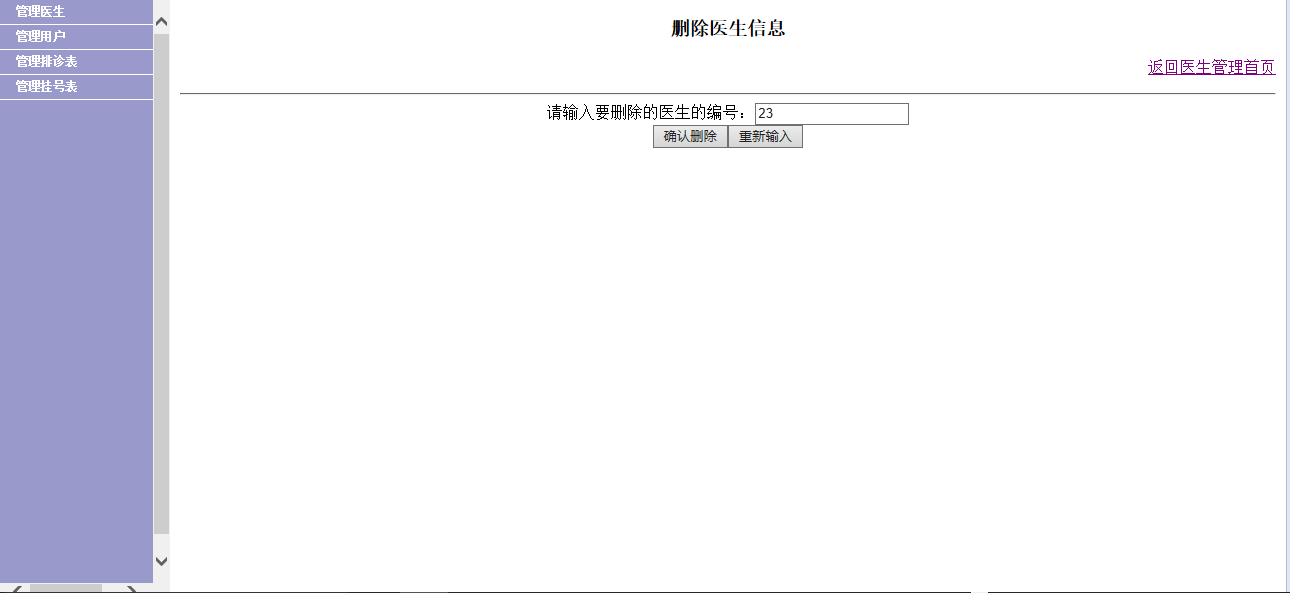 管理医生
管理用户
管理排诊表
管理挂号表
删除医生信息
返回医生管理首页
请输入要删除的医生的编号：23
确认删除 重新输入